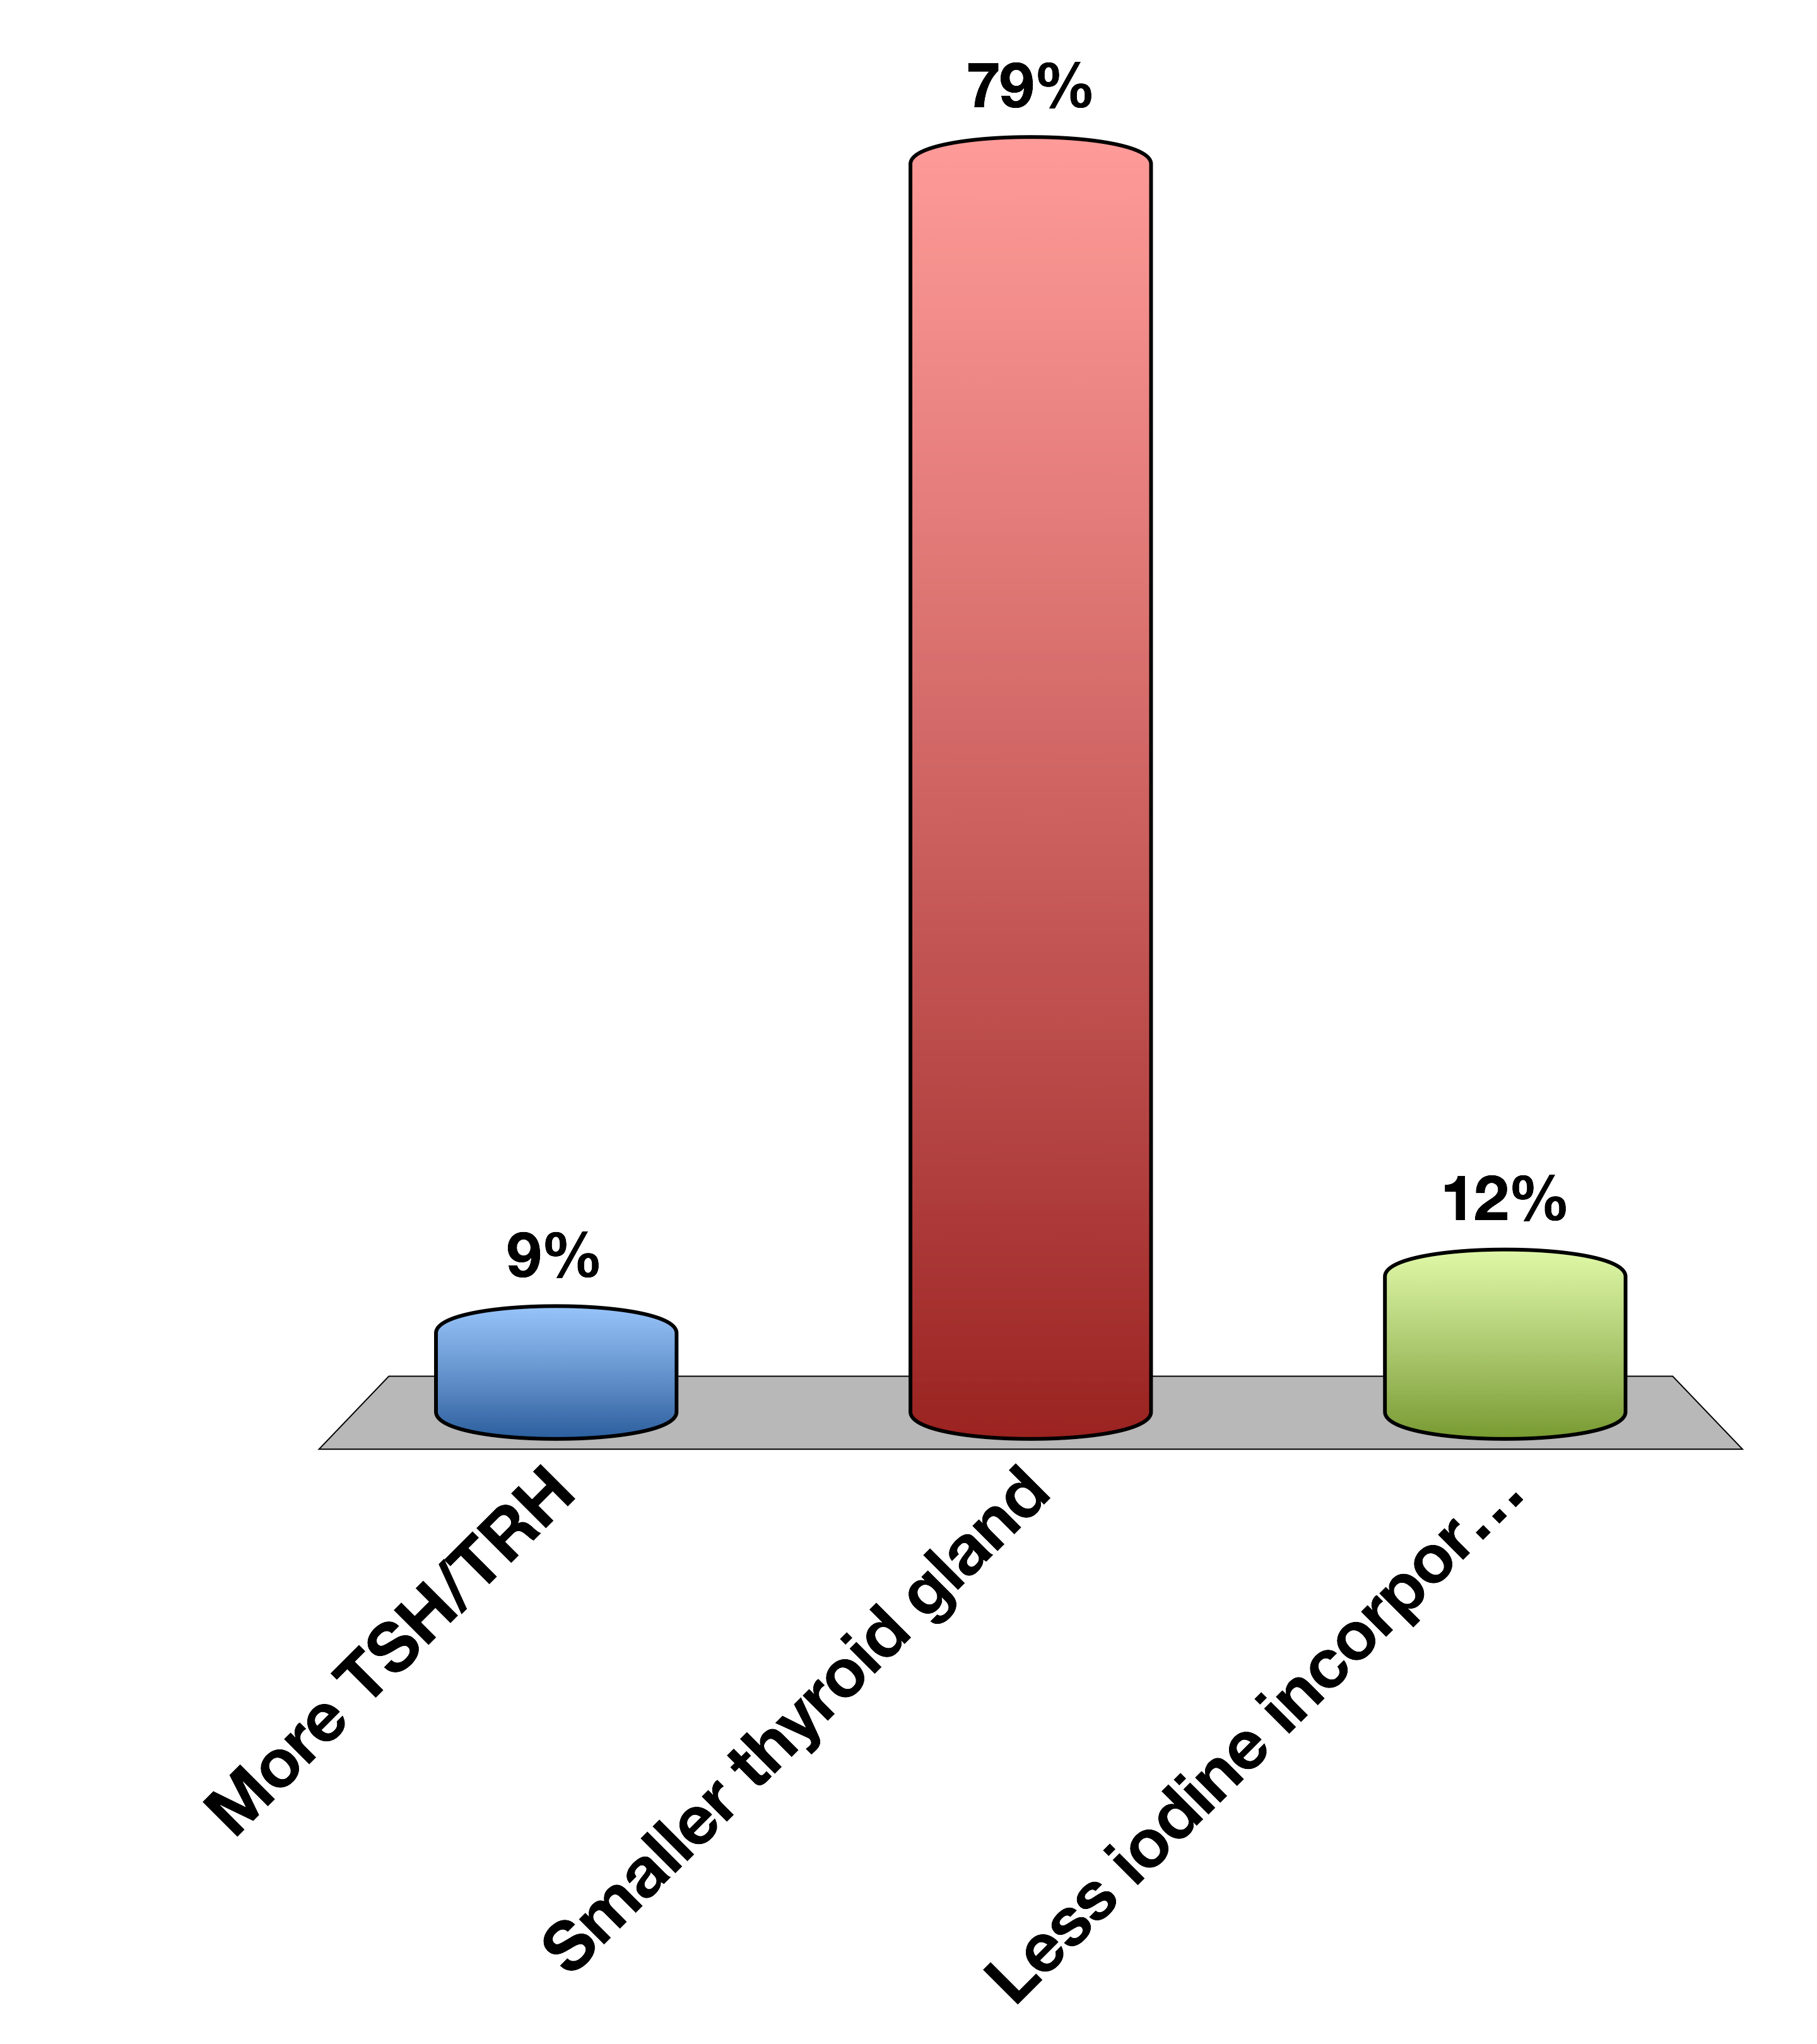 79%
9%
12%
More TSH/TRH
Smaller thyroid gland
Less iodine incorpor....